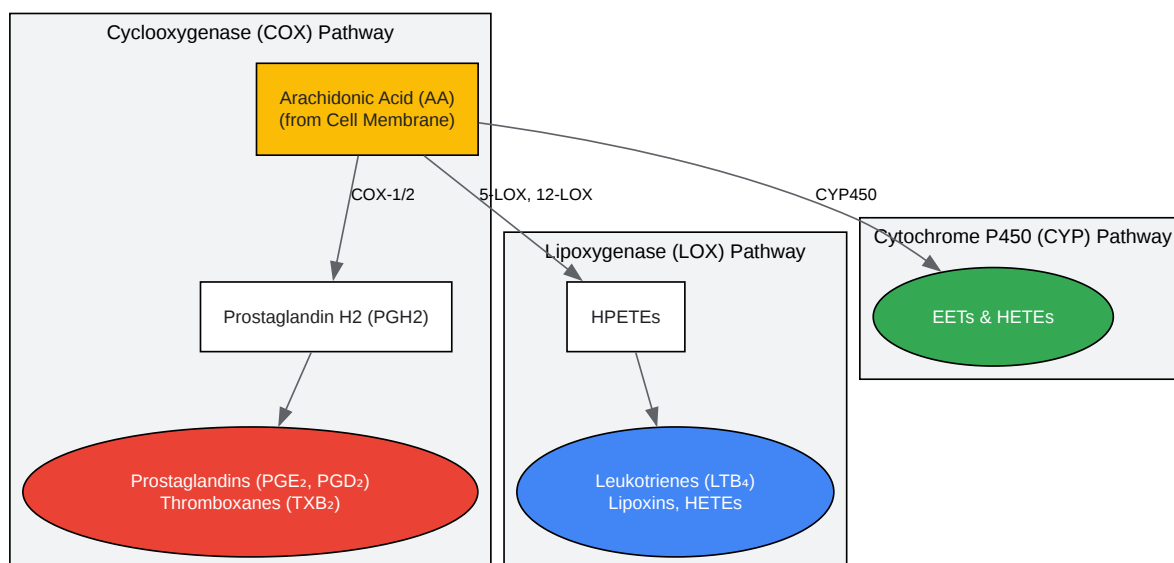 Cyclooxygenase (COX) Pathway
Arachidonic Acid (AA)
(from Cell Membrane)
COX-1/2
5-LOX, 12-LOX
CYP450
Lipoxygenase (LOX) Pathway
Cytochrome P450 (CYP) Pathway
Prostaglandin H2 (PGH2)
HPETEs
EETs & HETEs
Prostaglandins (PGE₂, PGD₂)
Thromboxanes (TXB₂)
Leukotrienes (LTB₄)
Lipoxins, HETEs